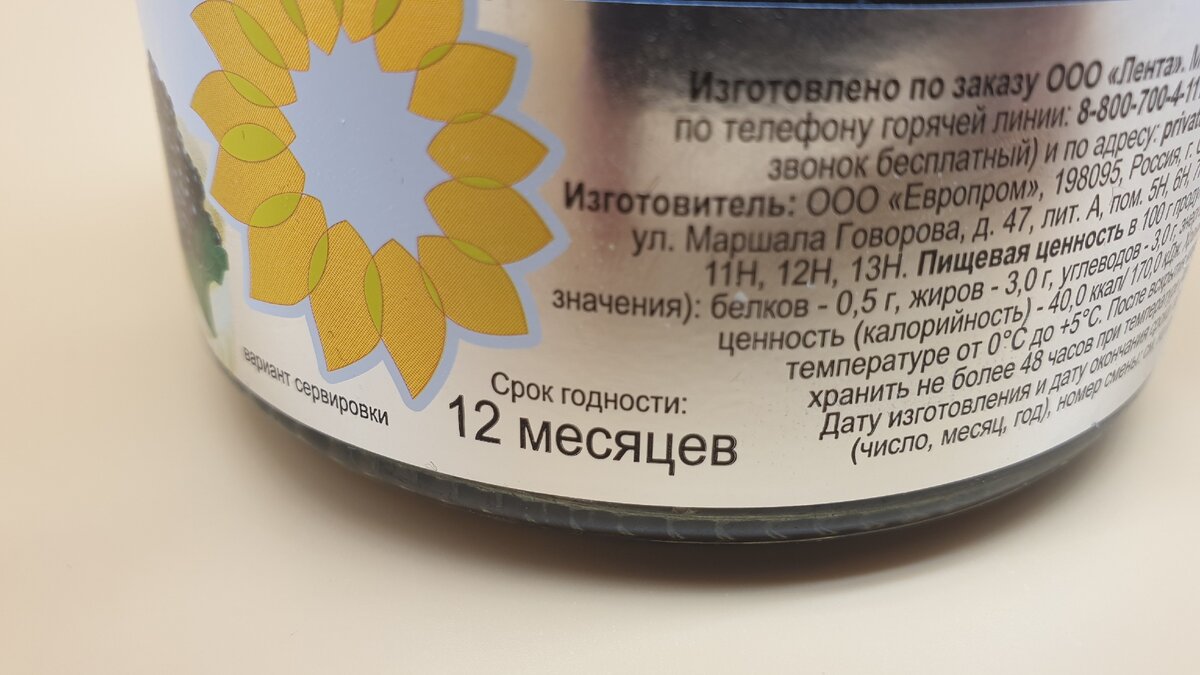 Изготовлено по заказу ООО «Лента».
по телефону горячей линии: 8-800-700-4-11
звонок бесплатный) и по адресу:
Изготовитель: ООО «Европром», 198095, Россия, г.
ул. Маршала Говорова, д. 47, лит. А, пом. 5Н, 6Н,
11Н, 12Н, 13Н. Пищевая ценность в 100 г
значения): белков - 0,5 г, жиров - 3,0 г, углеводов - 3,0 г,
ценность (калорийность) - 40,0 ккал/ 170,0 кДж.
температуре от 0°С до +5°С. После
хранить не более 48 часов при
Дату изготовления и дату окончания
(число, месяц, год), номер смены:
вариант сервировки
Срок годности:
12 месяцев